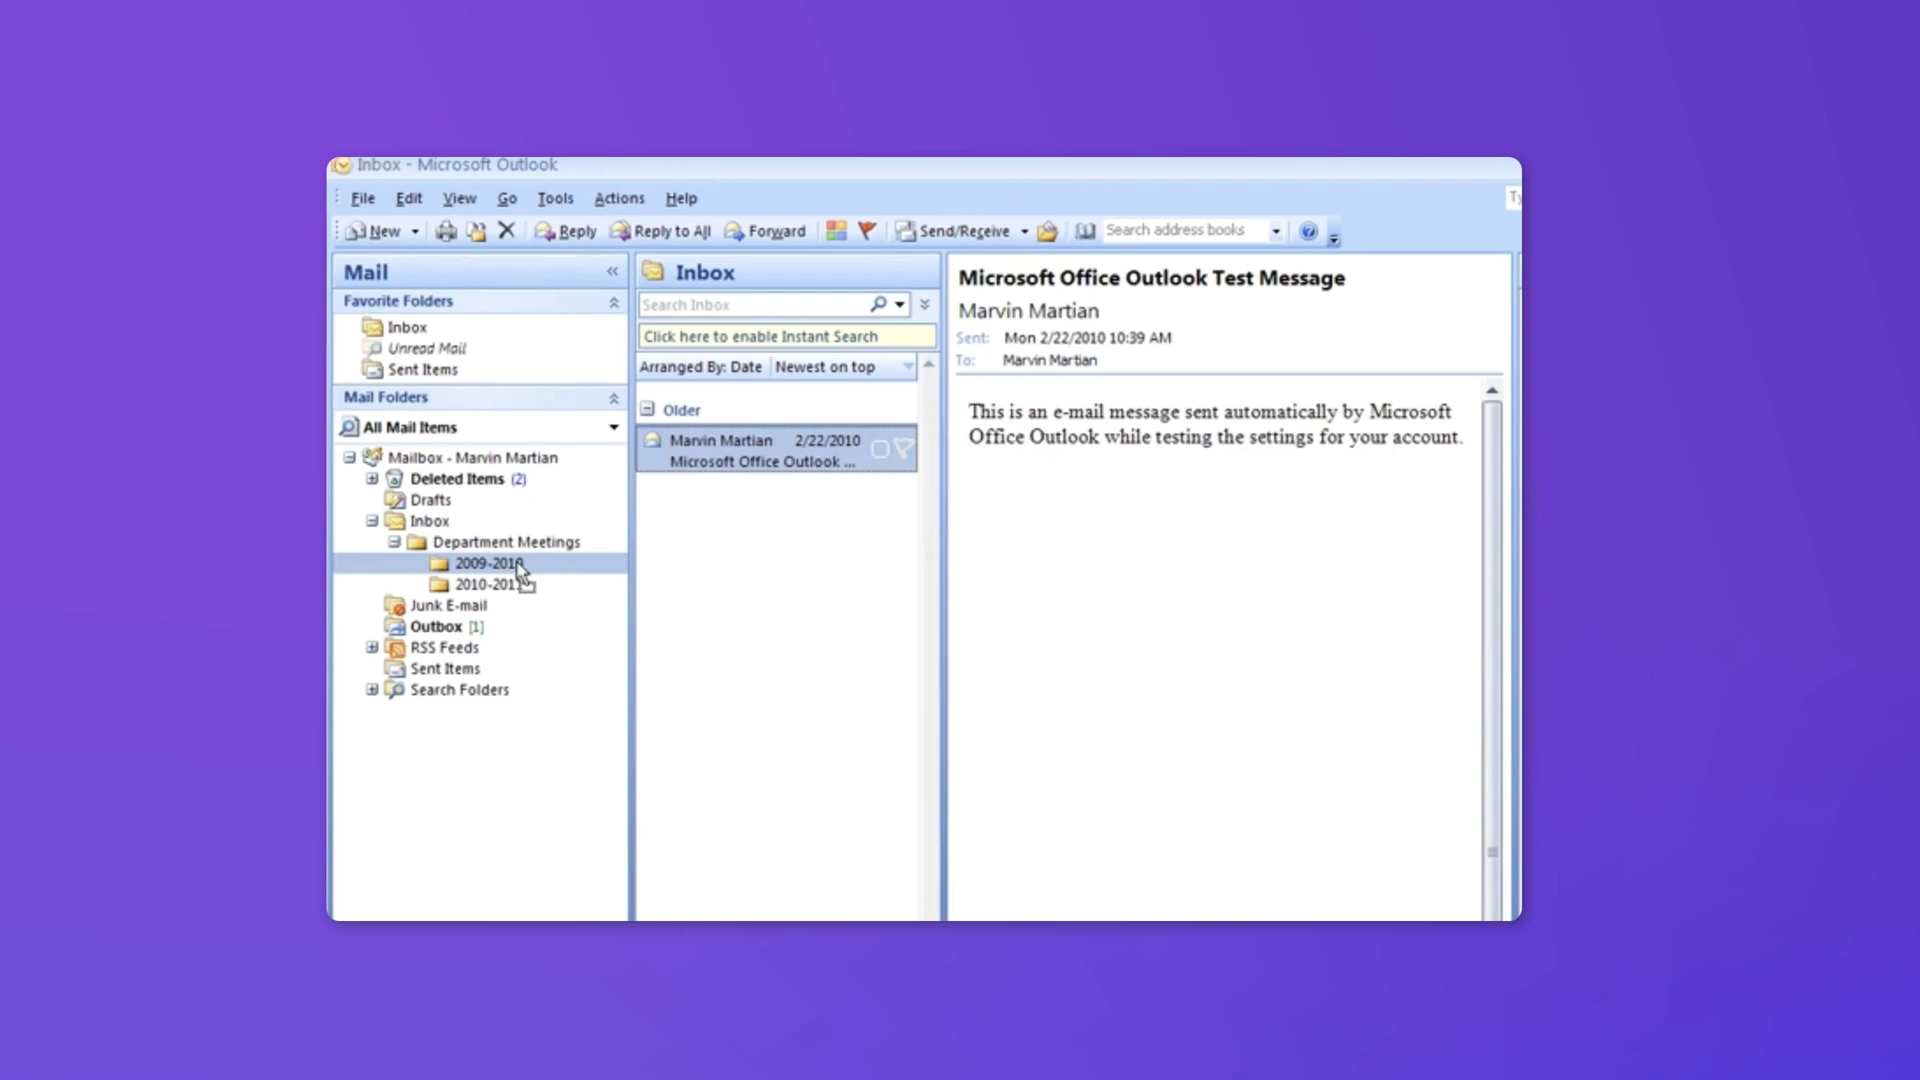 Inbox - Microsoft Outlook
File Edit View Go Tools Actions Help
New Reply Reply to All Forward Send/Receive Search address books
Mail
Favorite Folders
Inbox
Unread Mail
Sent Items
Mail Folders
All Mail Items
Mailbox - Marvin Martian
Deleted Items (2)
Drafts
Inbox
Department Meetings
2009-2010
Junk E-mail
Outbox [1]
RSS Feeds
Sent Items
Search Folders
Inbox
Search Inbox
Click here to enable Instant Search
Arranged By: Date Newest on top
Older
Marvin Martian 2/22/2010
Microsoft Office Outlook ...
Microsoft Office Outlook Test Message
Marvin Martian
Sent: Mon 2/22/2010 10:39 AM
To: Marvin Martian
This is an e-mail message sent automatically by Microsoft
Office Outlook while testing the settings for your account.